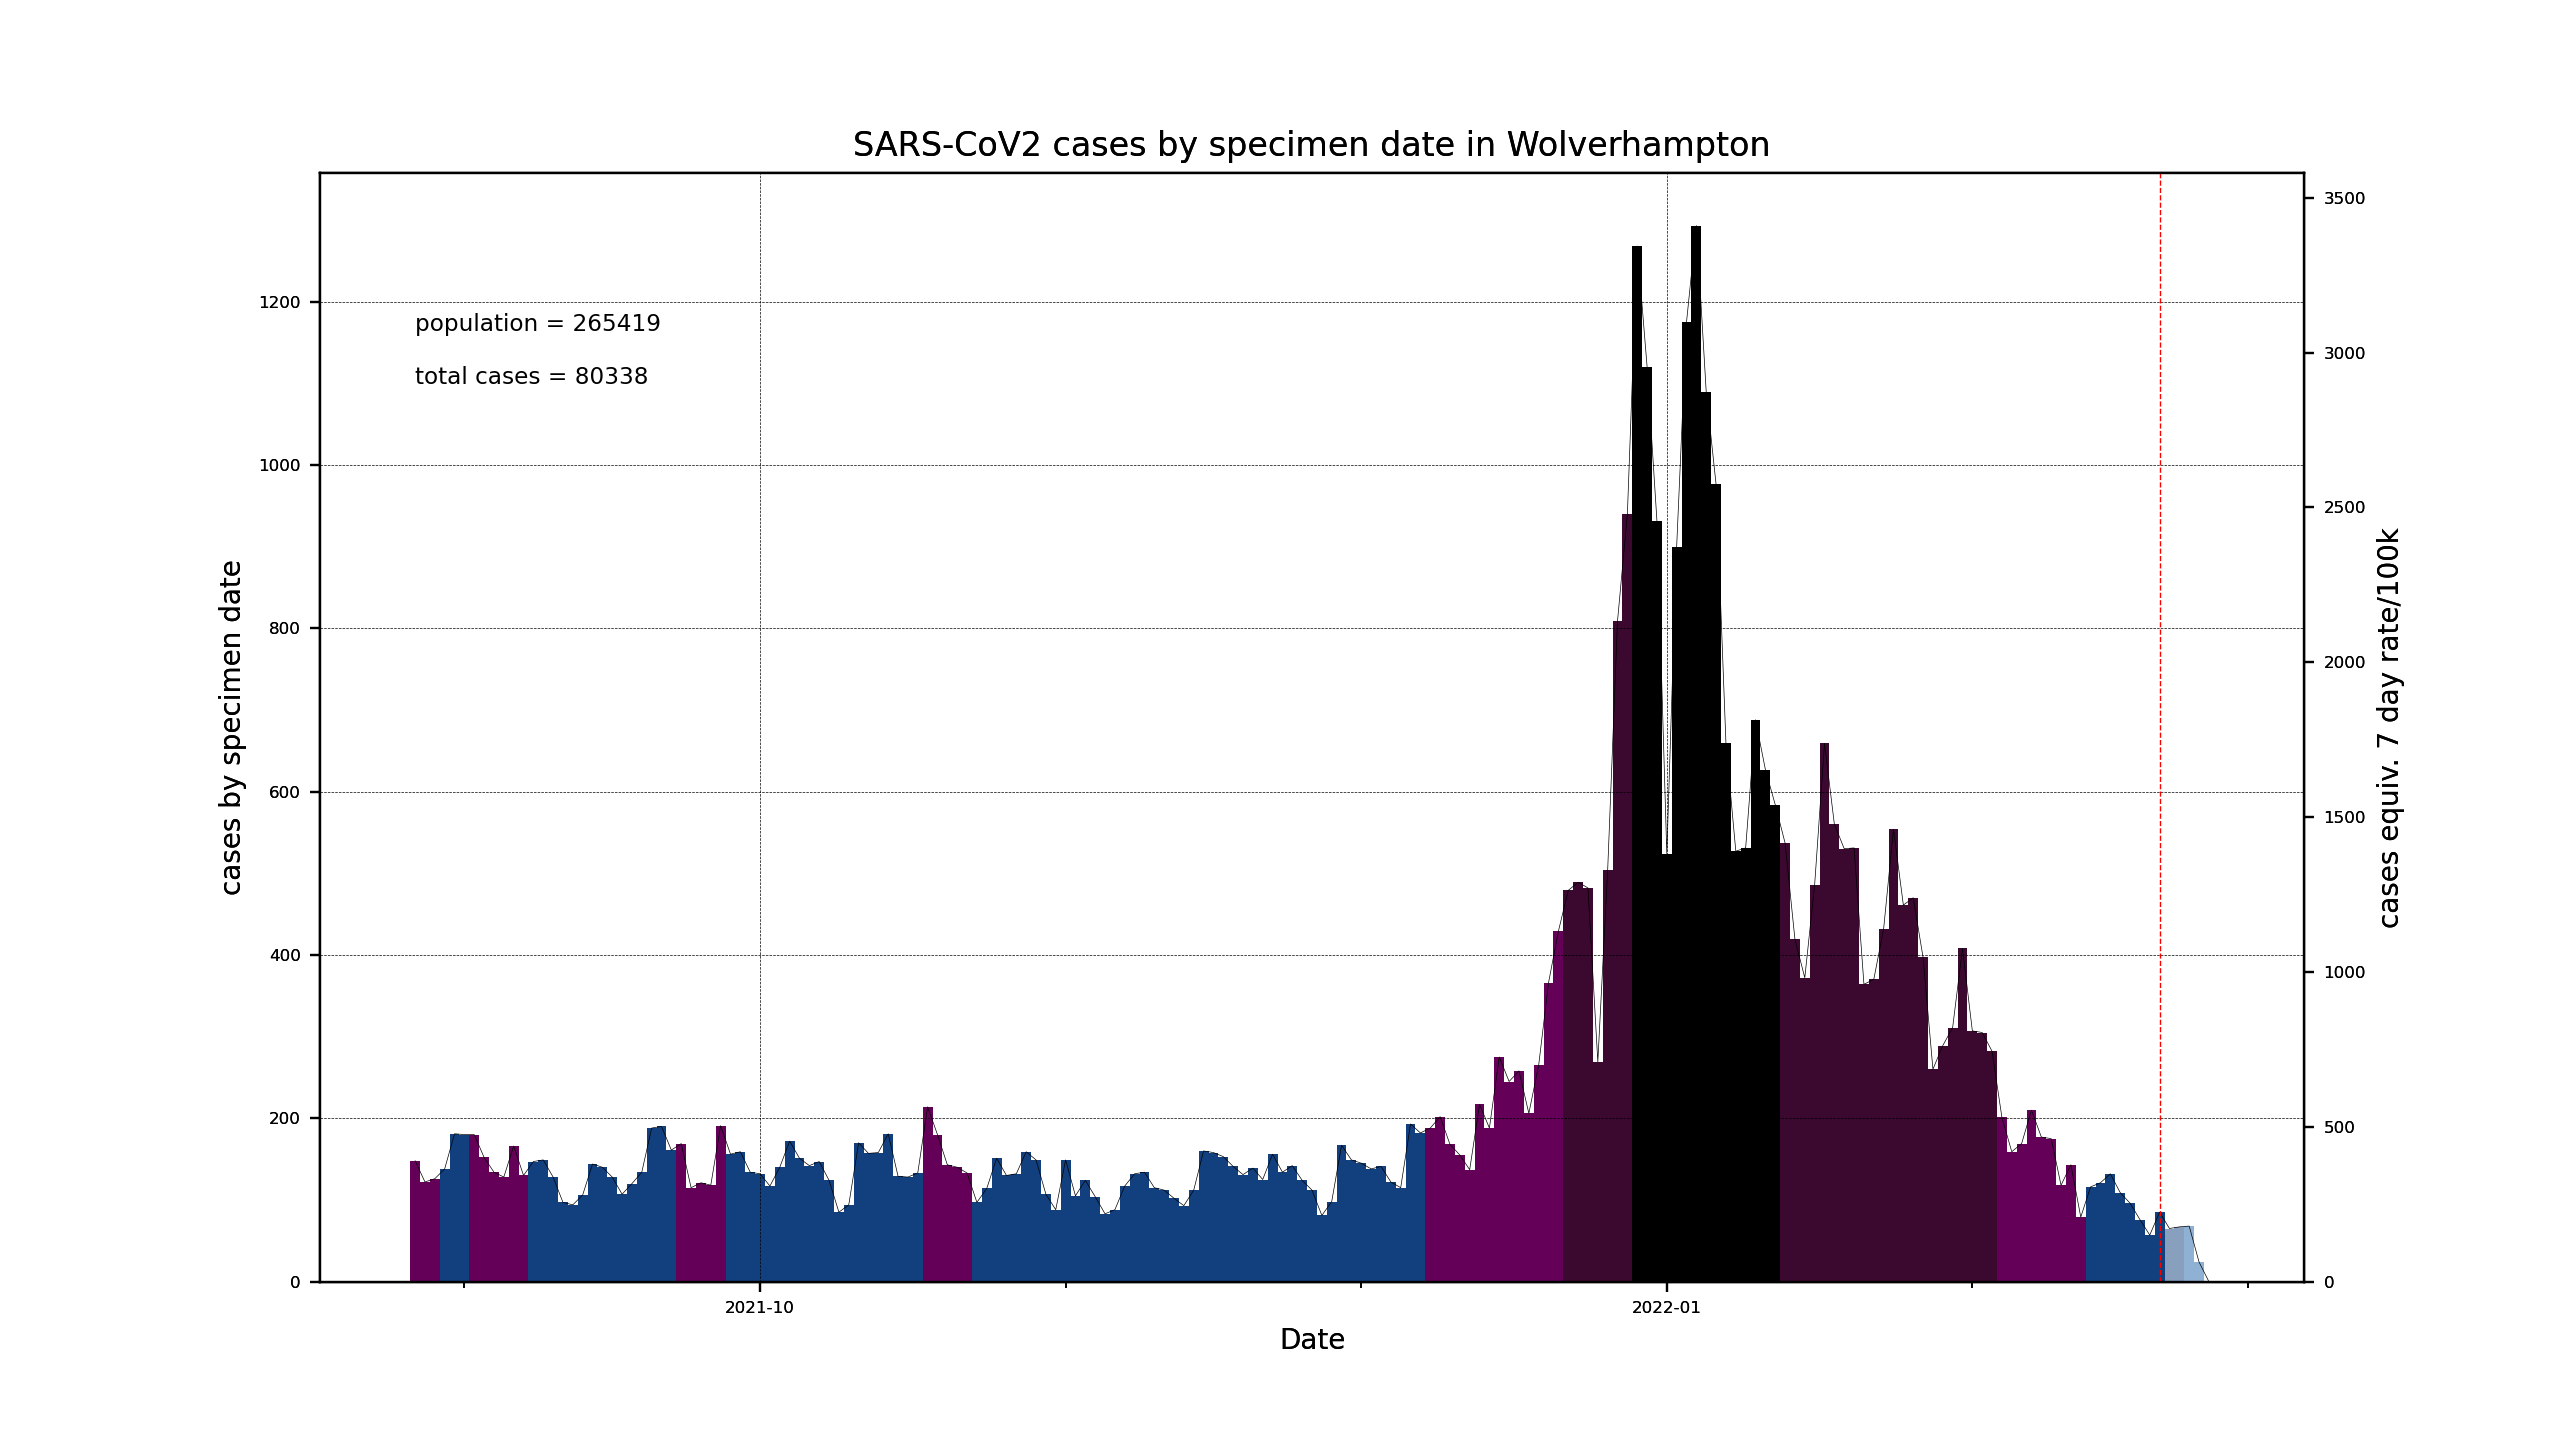 SARS-CoV2 cases by specimen date in Wolverhampton
population = 265419
total cases = 80338
cases by specimen date
1200
1000
800
600
400
200
0
3500
3000
2500
2000
1500
1000
500
0
cases equiv. 7 day rate/100k
2021-10
2022-01
Date